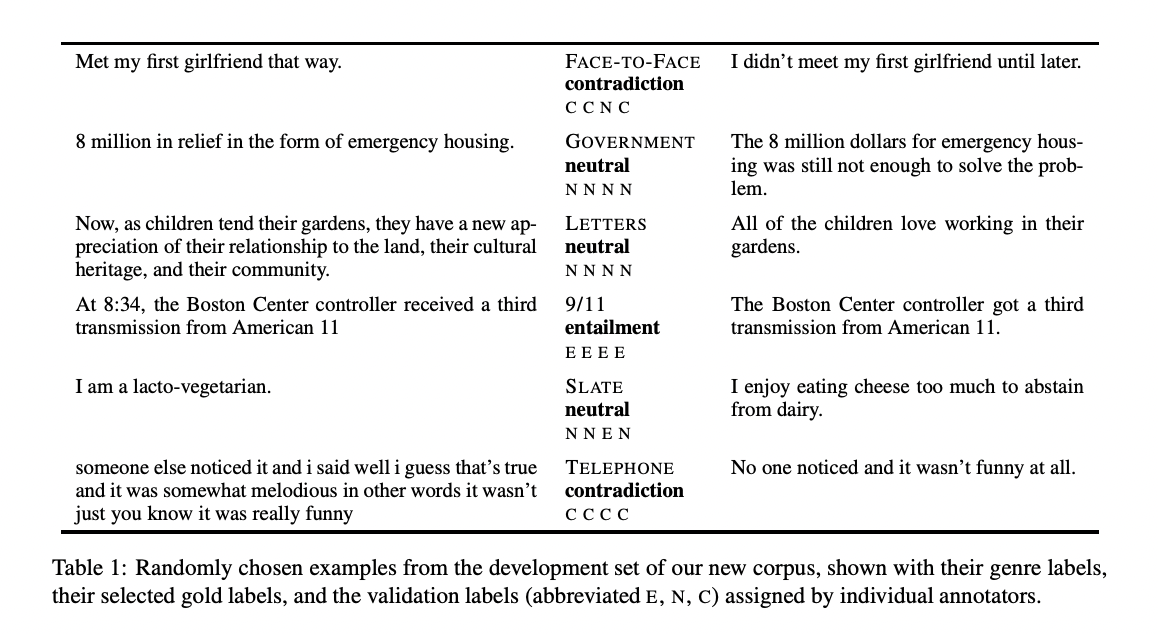 Met my first girlfriend that way.
FACE-TO-FACE
contradiction
C C N C
I didn't meet my first girlfriend until later.
8 million in relief in the form of emergency housing.
GOVERNMENT
neutral
N N N N
The 8 million dollars for emergency hous-
ing was still not enough to solve the prob-
lem.
Now, as children tend their gardens, they have a new ap-
preciation of their relationship to the land, their cultural
heritage, and their community.
LETTERS
neutral
N N N N
All of the children love working in their
gardens.
At 8:34, the Boston Center controller received a third
transmission from American 11
9/11
entailment
E E E E
The Boston Center controller got a third
transmission from American 11.
I am a lacto-vegetarian.
SLATE
neutral
N N E N
I enjoy eating cheese too much to abstain
from dairy.
someone else noticed it and i said well i guess that's true
and it was somewhat melodious in other words it wasn't
just you know it was really funny
TELEPHONE
contradiction
C C C C
No one noticed and it wasn't funny at all.
Table 1: Randomly chosen examples from the development set of our new corpus, shown with their genre labels,
their selected gold labels, and the validation labels (abbreviated E, N, C) assigned by individual annotators.